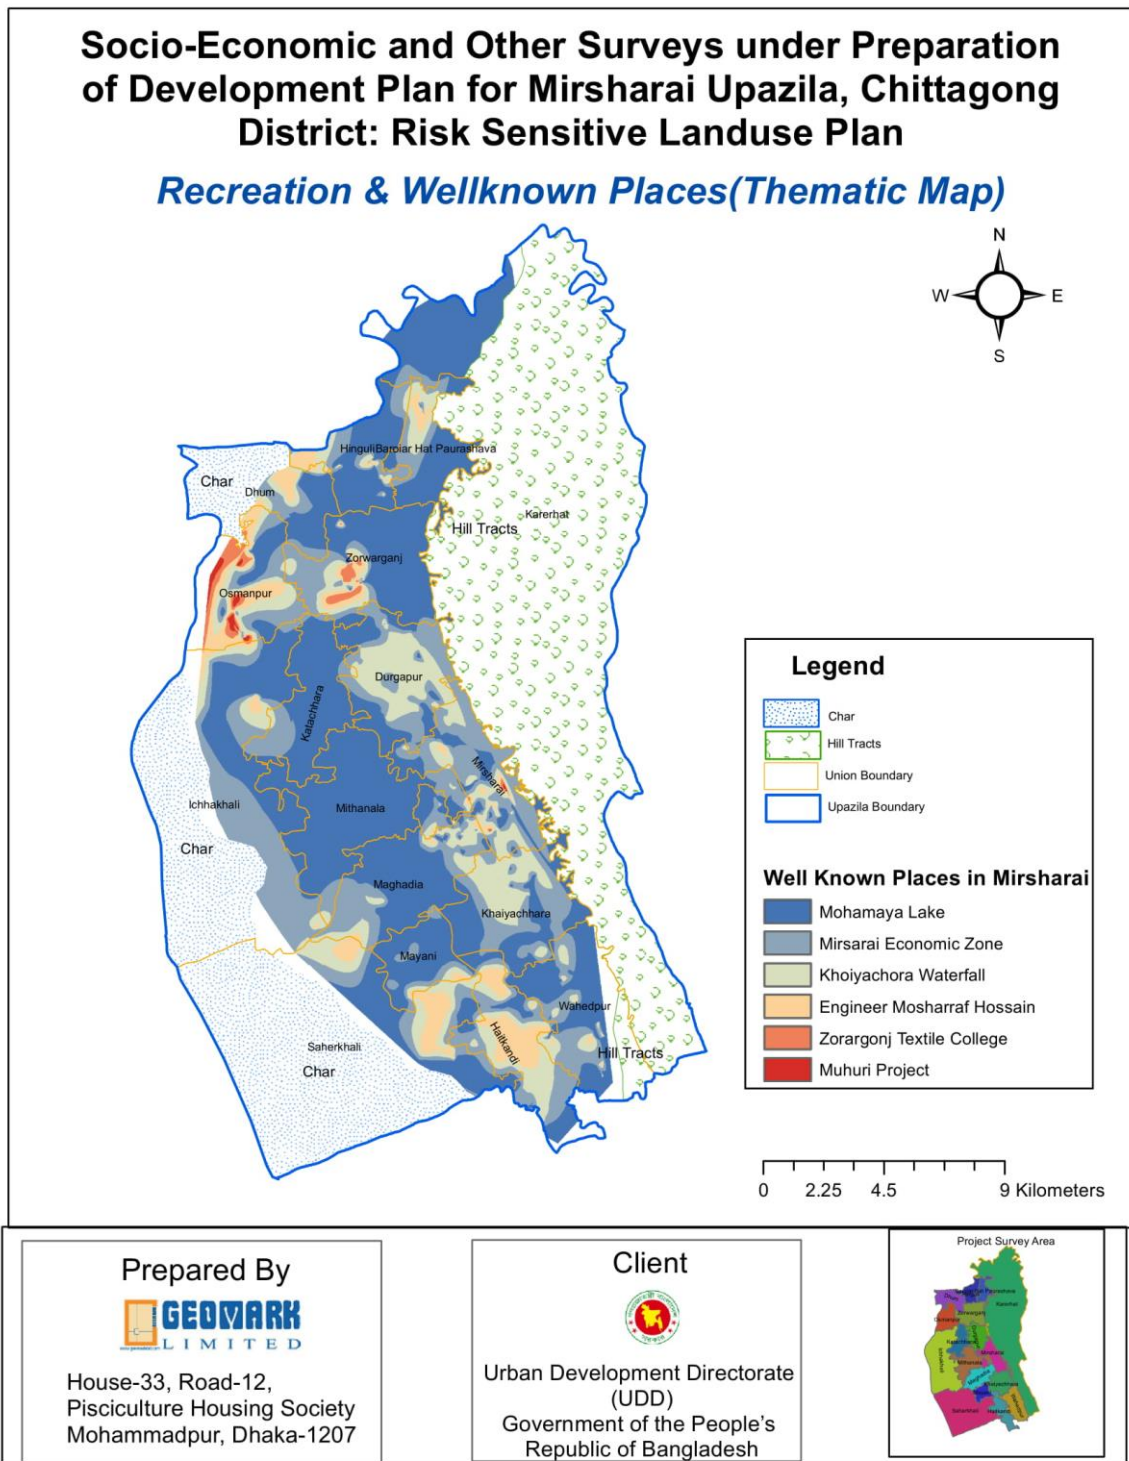 Socio-Economic and Other Surveys under Preparation
of Development Plan for Mirsharai Upazila, Chittagong
District: Risk Sensitive Landuse Plan
Recreation & Wellknown Places(Thematic Map)
N
W
E
S
HinguliBaroiar Hat Paurashava
Char
Dhum
Karerhat
Hill Tracts
Zorwarganj
Osmanpur
Durgapur
Katachhara
Mirsharai
Ichhakhali
Mithanala
Char
Maghadia
Khaiyachhara
Mayani
Wahedpur
Haitkandi
Saherkhali
Hill Tracts
Char
Legend
Char
Hill Tracts
Union Boundary
Upazila Boundary
Well Known Places in Mirsharai
Mohamaya Lake
Mirsarai Economic Zone
Khoiyachora Waterfall
Engineer Mosharraf Hossain
Zorargonj Textile College
Muhuri Project
0 2.25 4.5 9 Kilometers
Prepared By
GEOMARK
LIMITED
House-33, Road-12,
Pisciculture Housing Society
Mohammadpur, Dhaka-1207
Client
Urban Development Directorate
(UDD)
Government of the People's
Republic of Bangladesh
Project Survey Area